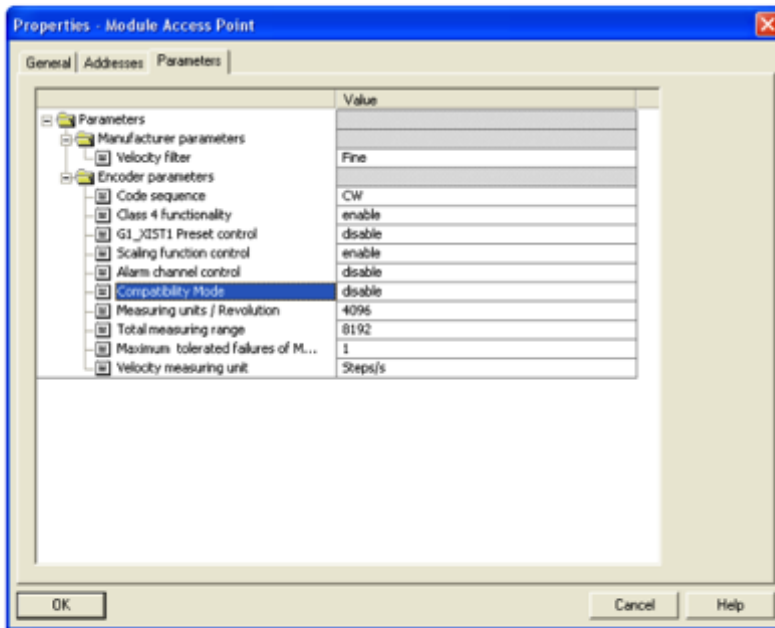 Properties - Module Access Point
General Addresses Parameters
Value
Parameters
Manufacturer parameters
Velocity filter Fine
Encoder parameters
Code sequence CW
Class 4 functionality enable
G1_XIST1 Preset control disable
Scaling function control enable
Alarm channel control disable
Compatibility Mode disable
Measuring units / Revolution 4096
Total measuring range 8192
Maximum tolerated failures of M... 1
Velocity measuring unit Steps/s
OK Cancel Help